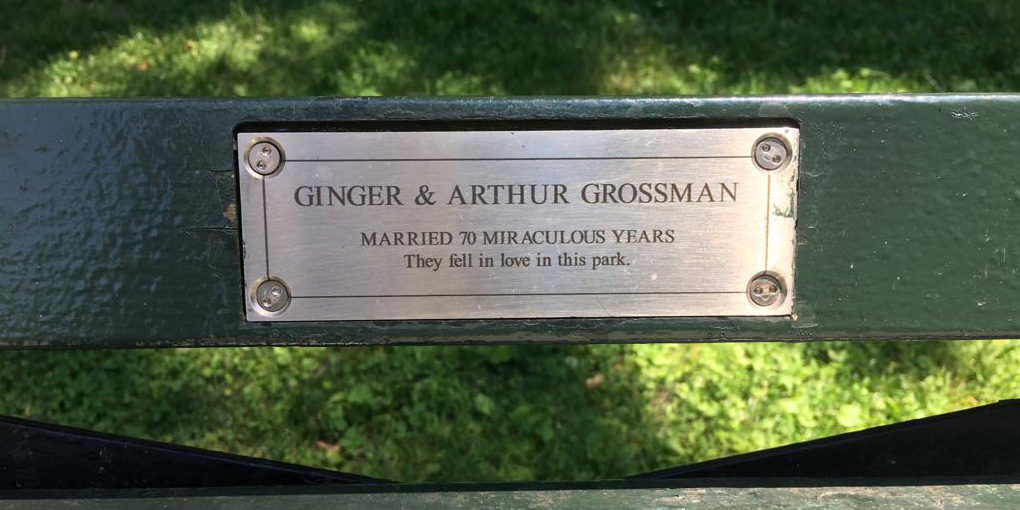 GINGER & ARTHUR GROSSMAN
MARRIED 70 MIRACULOUS YEARS
They fell in love in this park.